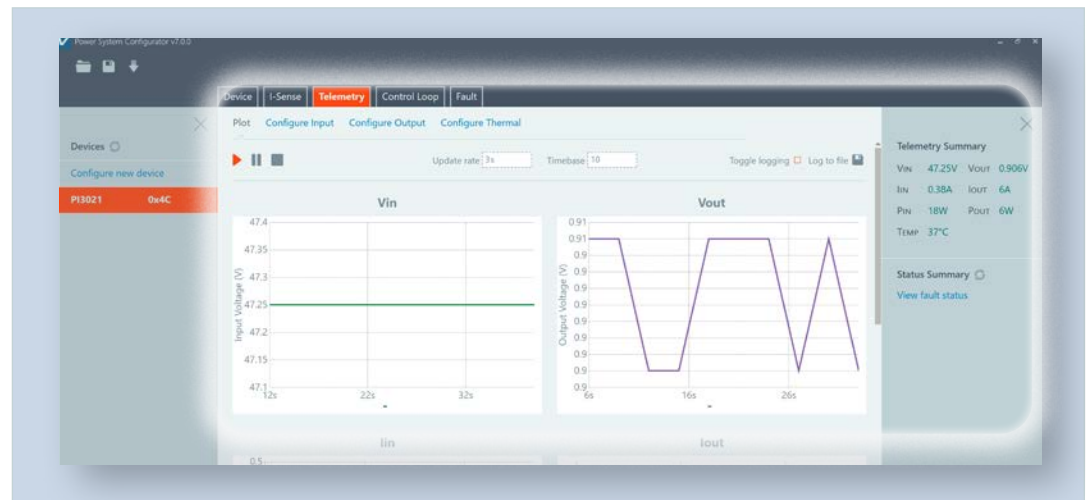 Power System Configurator v7.0.0
Device I-Sense Telemetry Control Loop Fault
Plot Configure Input Configure Output Configure Thermal
Devices
Configure new device
PI3021 0x4C
Update rate 3s Timebase 10 Toggle logging Log to file
Vin
47.4
47.35
47.3
47.25
47.2
47.15
47.1
Input Voltage (V)
12s 22s 32s
Vout
0.91
0.91
0.9
0.9
0.9
0.9
0.9
0.9
0.9
0.9
0.9
Output Voltage (V)
6s 16s 26s
Iin
0.5
Iout
Telemetry Summary
VIN 47.25V VOUT 0.906V
IIN 0.38A IOUT 6A
PIN 18W POUT 6W
TEMP 37°C
Status Summary
View fault status